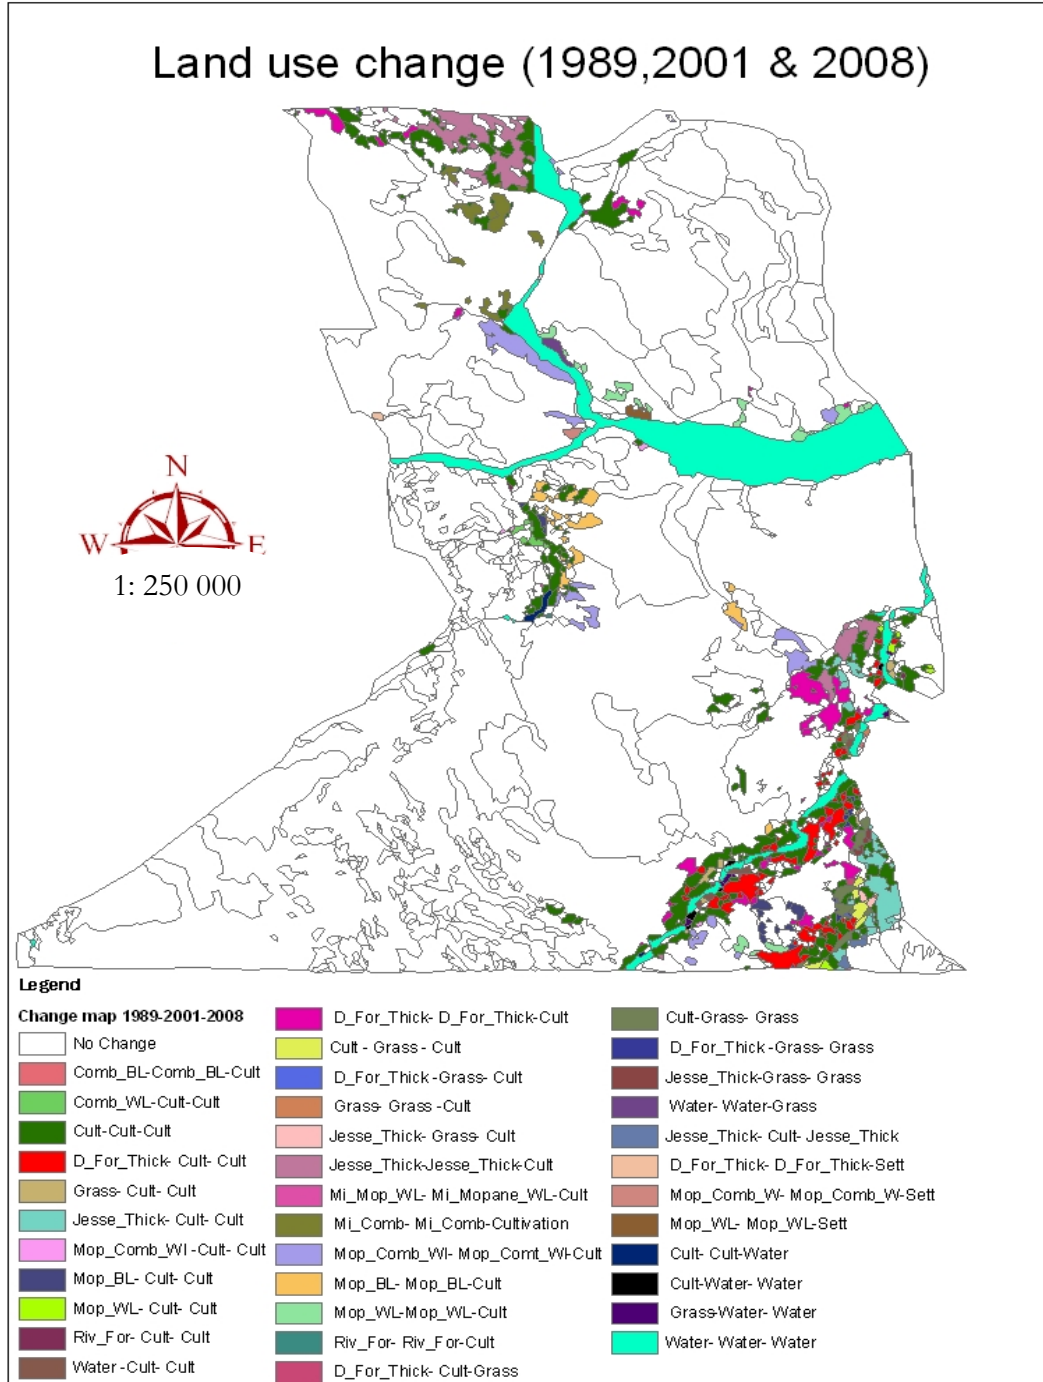 Land use change (1989,2001 & 2008)
N
W E
1: 250 000
Legend
Change map 1989-2001-2008
No Change
Comb_BL-Comb_BL-Cult
Comb_WL-Cult-Cult
Cult-Cult-Cult
D_For_Thick- Cult- Cult
Grass- Cult- Cult
Jesse_Thick- Cult- Cult
Mop_Comb_Wl -Cult- Cult
Mop_BL- Cult- Cult
Mop_WL- Cult- Cult
Riv_For- Cult- Cult
Water -Cult- Cult
D_For_Thick- D_For_Thick-Cult
Cult - Grass - Cult
D_For_Thick -Grass- Cult
Grass- Grass -Cult
Jesse_Thick- Grass- Cult
Jesse_Thick-Jesse_Thick-Cult
Mi_Mop_WL- Mi_Mopane_WL-Cult
Mi_Comb- Mi_Comb-Cultivation
Mop_Comb_Wl- Mop_Comt_Wl-Cult
Mop_BL- Mop_BL-Cult
Mop_WL-Mop_WL-Cult
Riv_For- Riv_For-Cult
D_For_Thick- Cult-Grass
Cult-Grass- Grass
D_For_Thick -Grass- Grass
Jesse_Thick-Grass- Grass
Water- Water-Grass
Jesse_Thick- Cult- Jesse_Thick
D_For_Thick- D_For_Thick-Sett
Mop_Comb_W- Mop_Comb_W-Sett
Mop_WL- Mop_WL-Sett
Cult- Cult-Water
Cult-Water- Water
Grass-Water- Water
Water- Water- Water